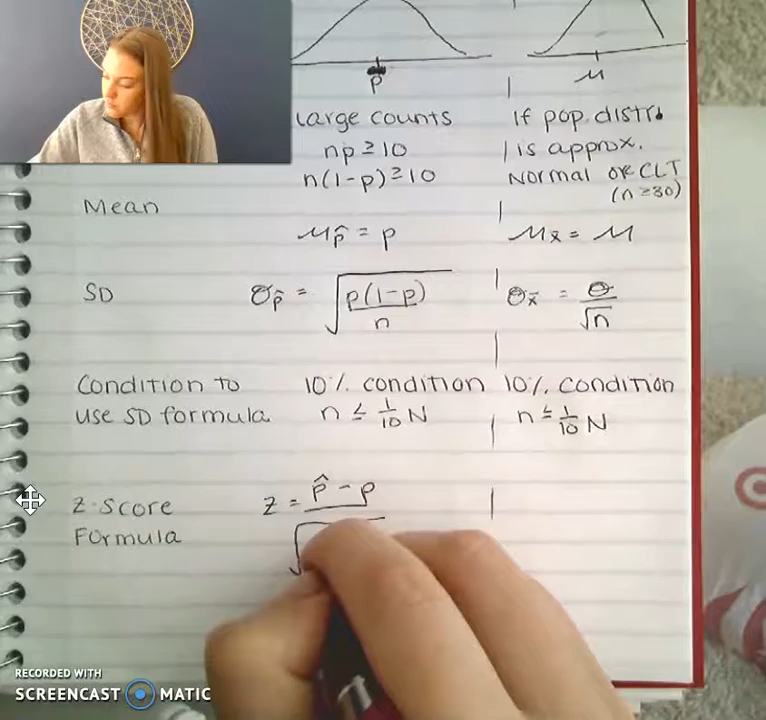 p
μ
Large counts
np ≥ 10
n(1-p) ≥ 10
If pop. distr.
is approx.
Normal or CLT
(n ≥ 30)
Mean
μp̂ = p
μx̄ = μ
SD
σp̂ = √p(1-p)/n
σx̄ = σ/√n
Condition to
use SD formula
10% condition
n ≤ 1/10 N
10% condition
n ≤ 1/10 N
Z-score
Formula
z = p̂ - p / √
RECORDED WITH
SCREENCAST MATIC